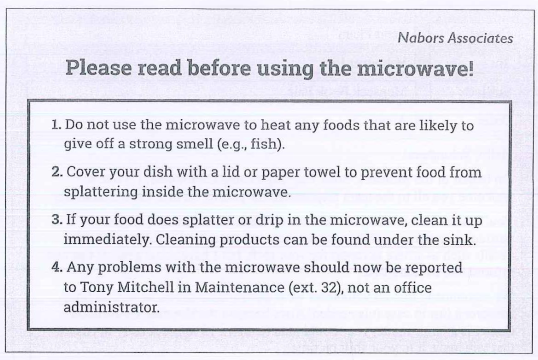 Nabors Associates
Please read before using the microwave!
1. Do not use the microwave to heat any foods that are likely to
give off a strong smell (e.g., fish).
2. Cover your dish with a lid or paper towel to prevent food from
splattering inside the microwave.
3. If your food does splatter or drip in the microwave, clean it up
immediately. Cleaning products can be found under the sink.
4. Any problems with the microwave should now be reported
to Tony Mitchell in Maintenance (ext. 32), not an office
administrator.